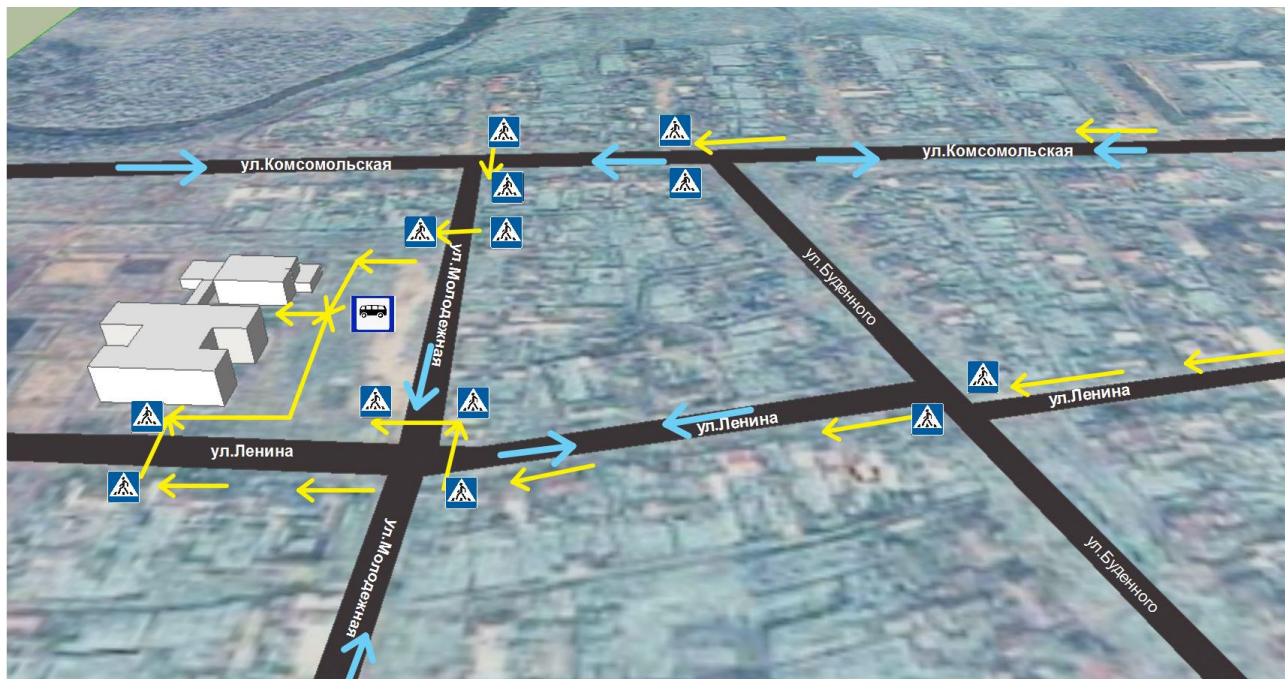 ул.Комсомольская
ул.Комсомольская
ул.Молодежная
ул.Буденного
ул.Ленина
ул.Ленина
ул.Ленина
ул.Молодежная
ул.Буденного